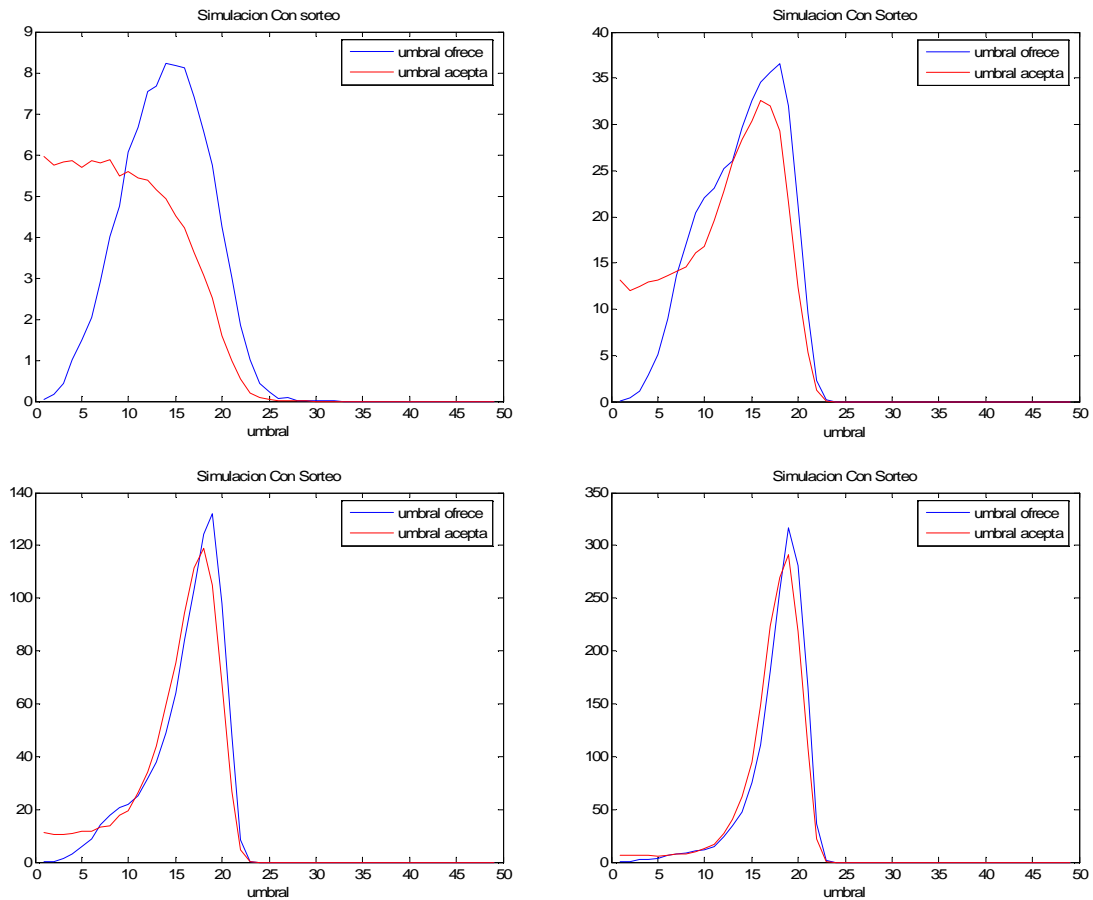 Simulacion Con sorteo
9
8
7
6
5
4
3
2
1
0
umbral ofrece
umbral acepta
0 5 10 15 20 25 30 35 40 45 50
umbral
Simulacion Con Sorteo
40
35
30
25
20
15
10
5
0
umbral ofrece
umbral acepta
0 5 10 15 20 25 30 35 40 45 50
umbral
Simulacion Con Sorteo
140
120
100
80
60
40
20
0
umbral ofrece
umbral acepta
0 5 10 15 20 25 30 35 40 45 50
umbral
Simulacion Con Sorteo
350
300
250
200
150
100
50
0
umbral ofrece
umbral acepta
0 5 10 15 20 25 30 35 40 45 50
umbral